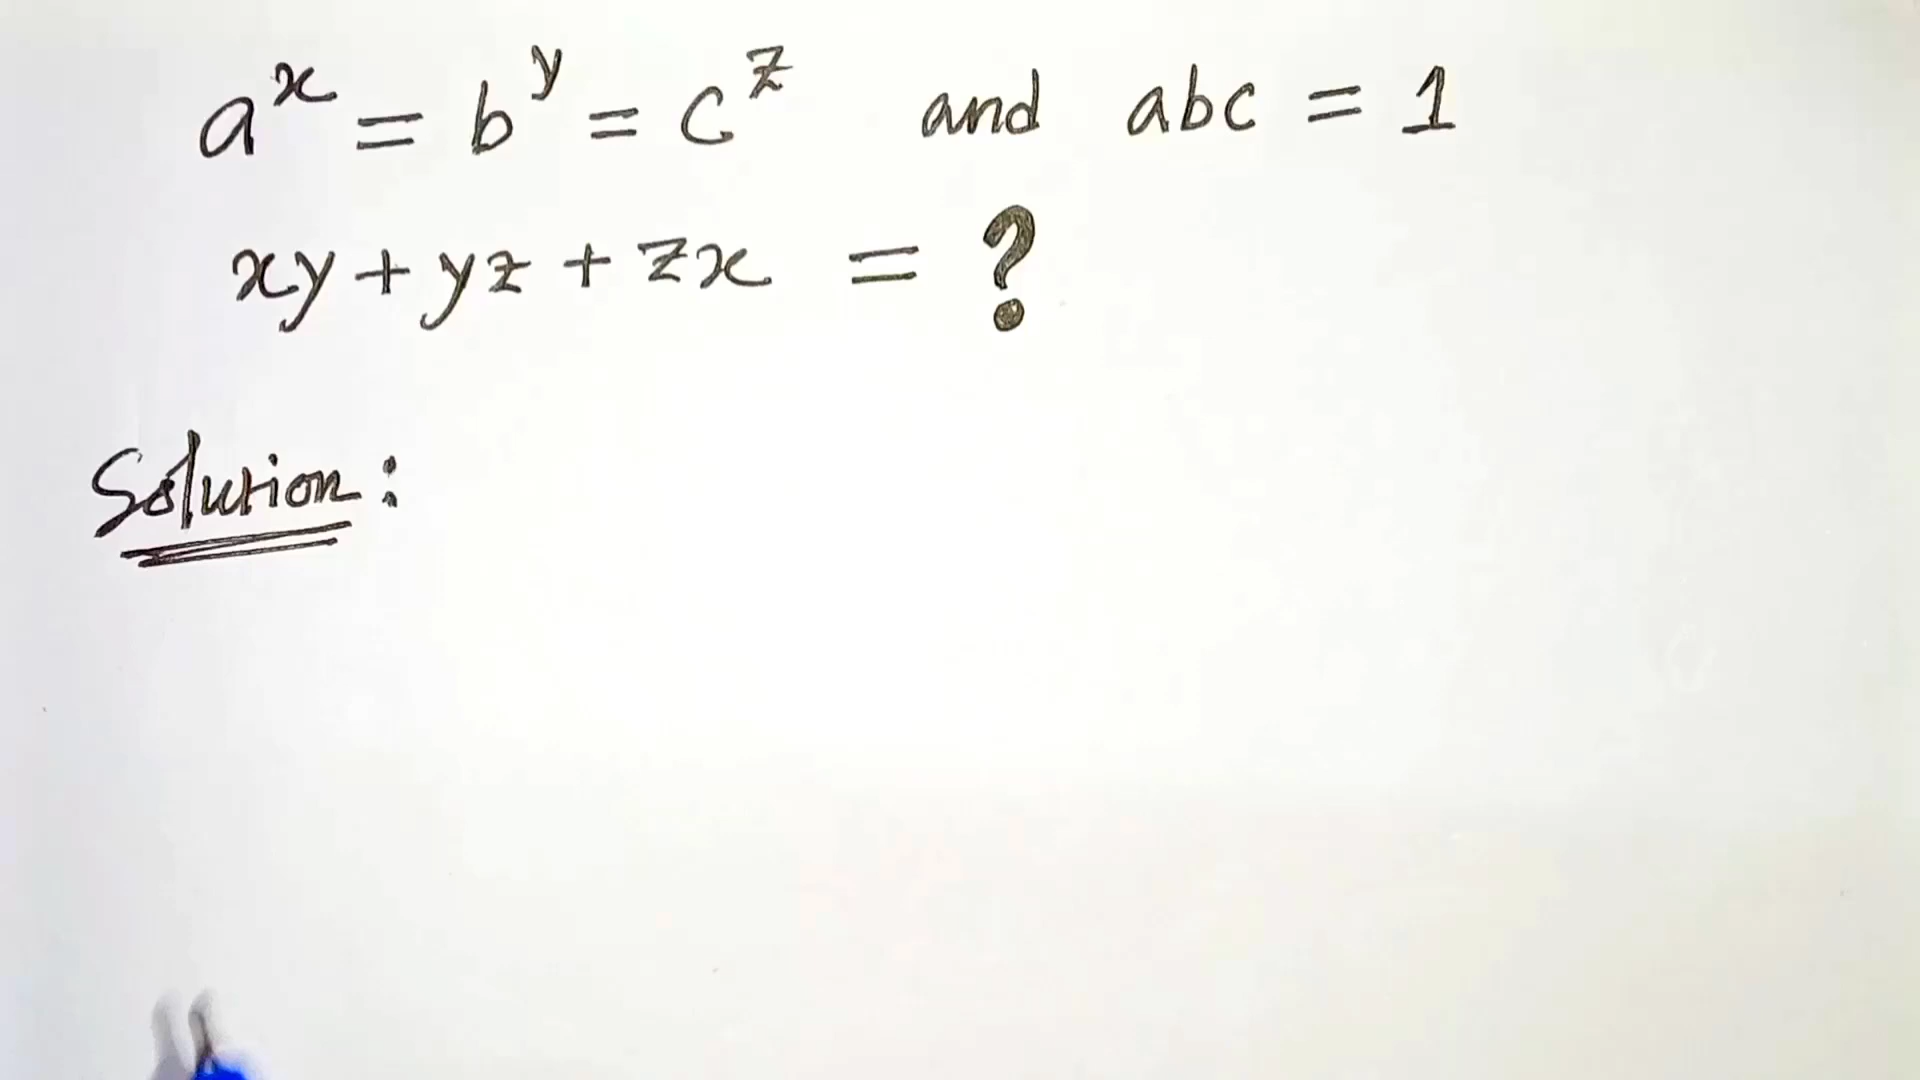 a^x = b^y = c^z and abc = 1
xy + yz + zx = ?
Solution: